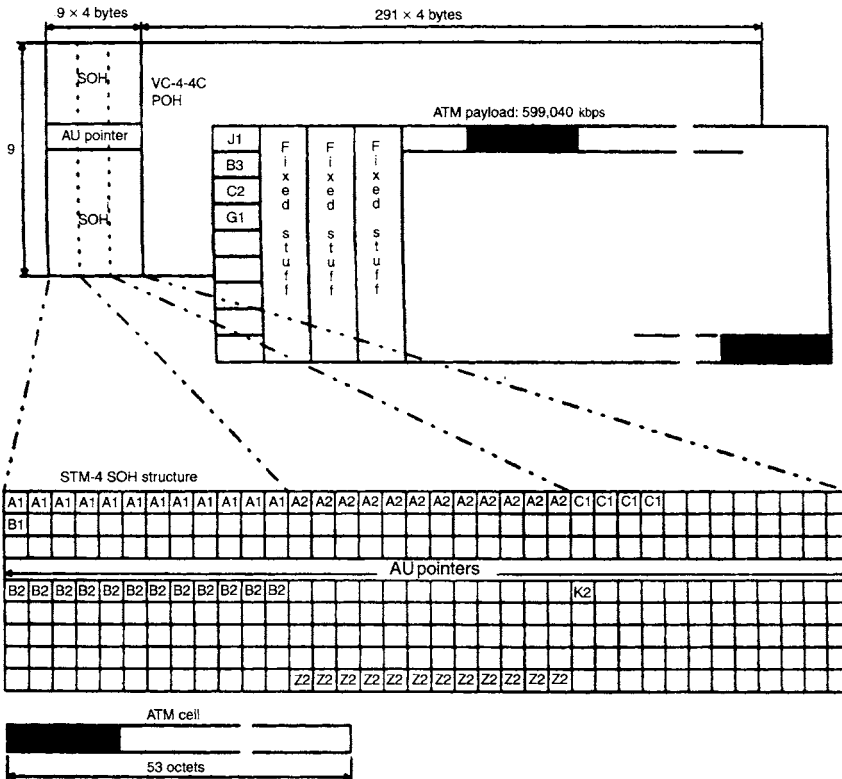 9 × 4 bytes
291 × 4 bytes
SOH
VC-4-4C
POH
ATM payload: 599,040 kbps
AU pointer
9
SOH
J1
B3
C2
G1
Fixed stuff
Fixed stuff
Fixed stuff
STM-4 SOH structure
A1 A1 A1 A1 A1 A1 A1 A1 A1 A1 A1 A1 A2 A2 A2 A2 A2 A2 A2 A2 A2 A2 A2 A2 C1 C1 C1 C1
B1
AU pointers
B2 B2 B2 B2 B2 B2 B2 B2 B2 B2 B2 B2 K2
Z2 Z2 Z2 Z2 Z2 Z2 Z2 Z2 Z2 Z2 Z2 Z2
ATM cell
53 octets